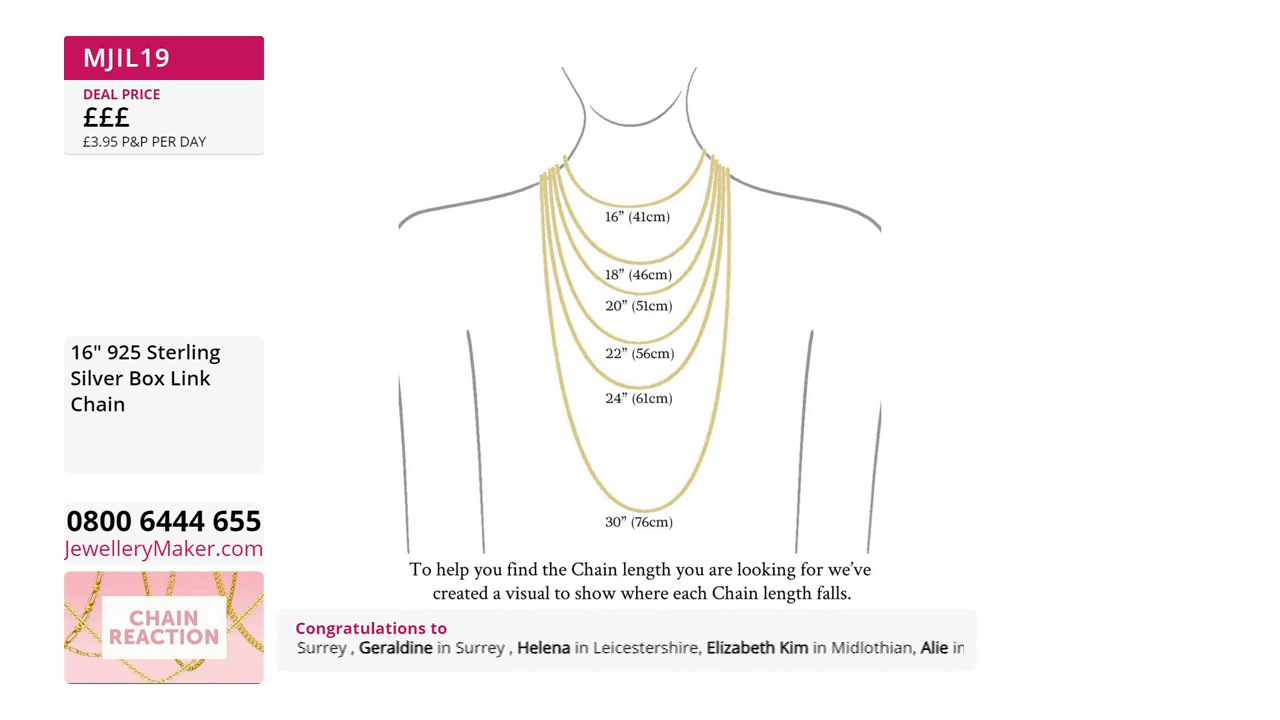 MJIL19
DEAL PRICE
£££
£3.95 P&P PER DAY
16" 925 Sterling
Silver Box Link
Chain
0800 6444 655
JewelleryMaker.com
CHAIN
REACTION
16” (41cm)
18” (46cm)
20” (51cm)
22” (56cm)
24” (61cm)
30” (76cm)
To help you find the Chain length you are looking for we’ve
created a visual to show where each Chain length falls.
Congratulations to
Surrey , Geraldine in Surrey , Helena in Leicestershire, Elizabeth Kim in Midlothian, Alie in